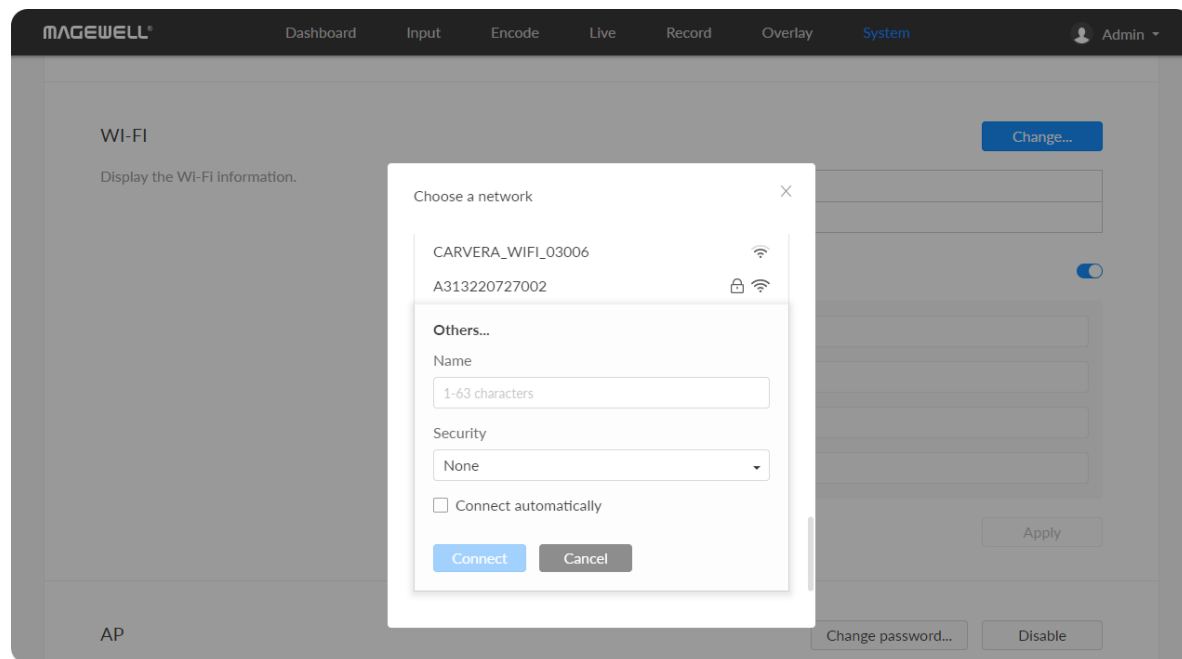 MAGEWELL® Dashboard Input Encode Live Record Overlay System Admin
WI-FI
Change...
Display the Wi-Fi information.
Choose a network
CARVERA_WIFI_03006
A313220727002
Others...
Name
1-63 characters
Security
None
Connect automatically
Connect Cancel
Apply
AP
Change password... Disable